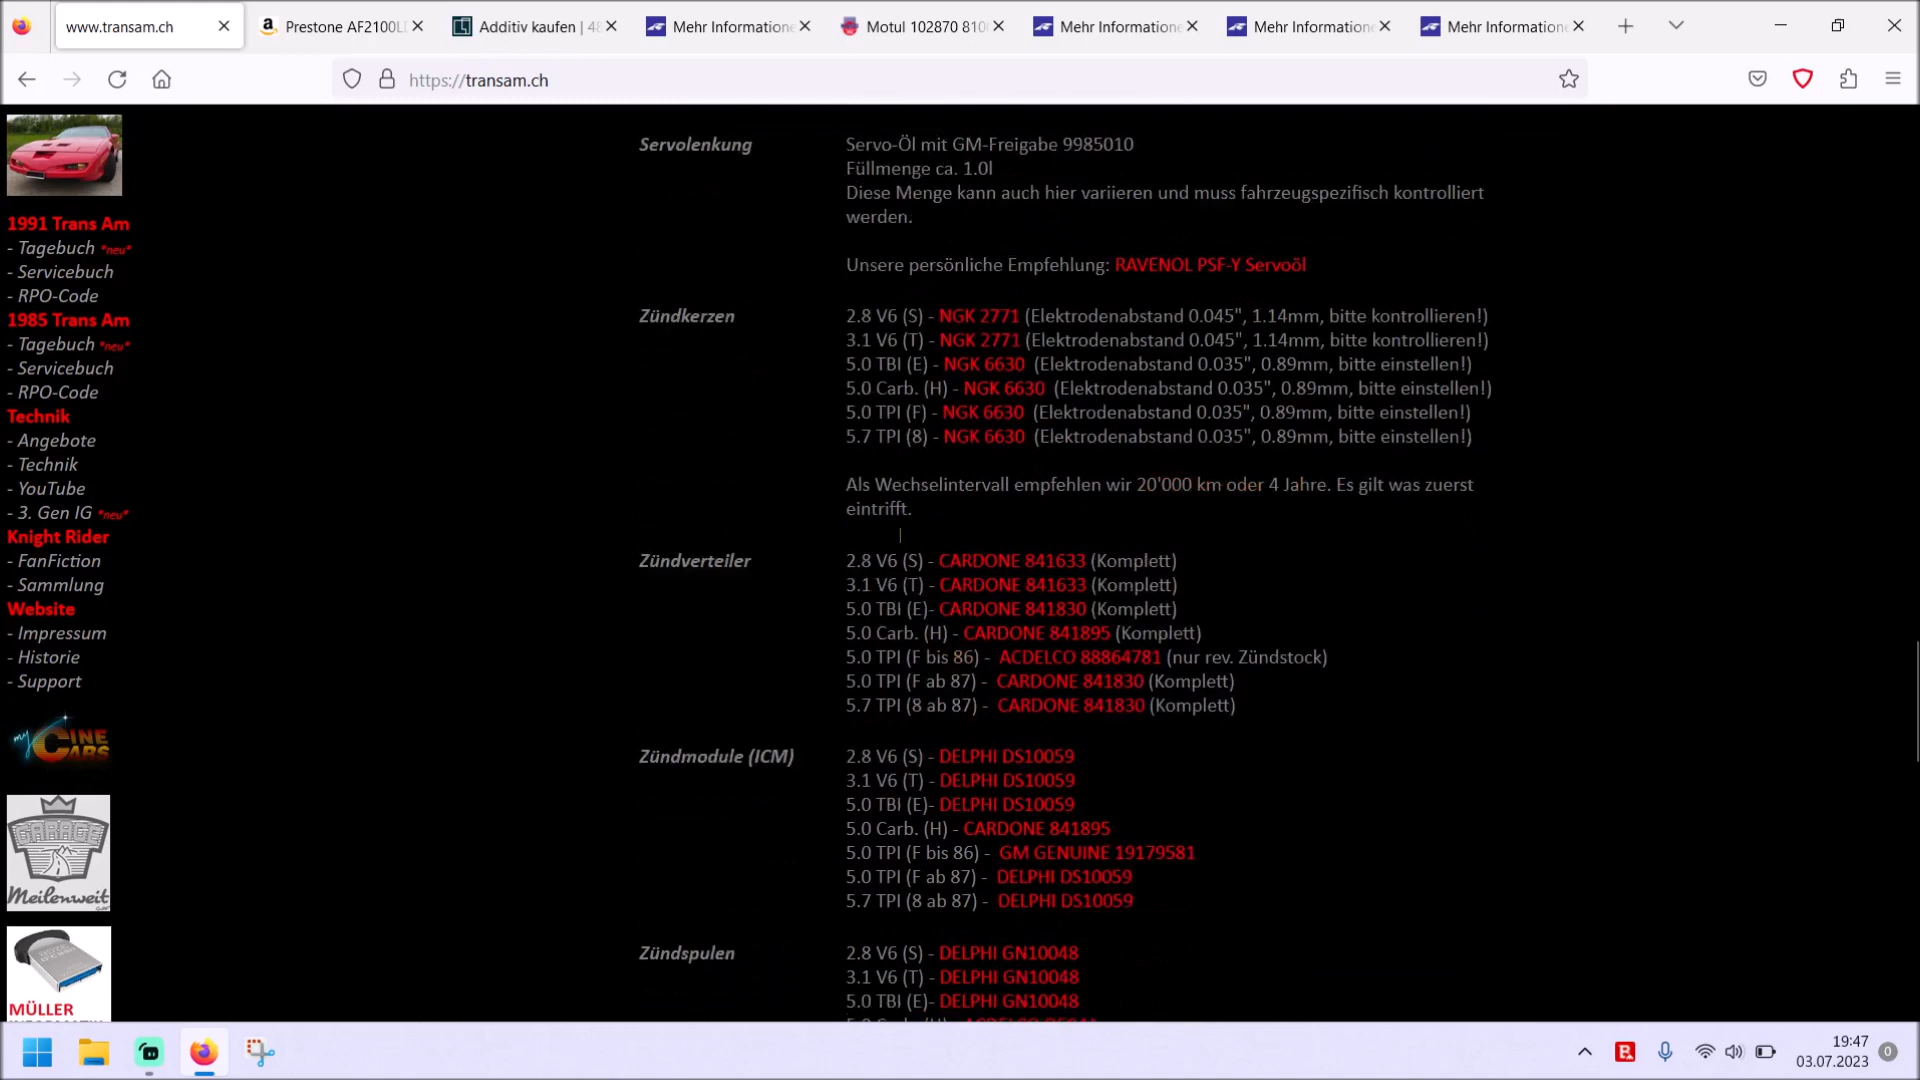 www.transam.ch
Prestone AF2100L
Additiv kaufen | 48
Mehr Informatione
Motul 102870 810
Mehr Informatione
Mehr Informatione
Mehr Informatione
https://transam.ch
1991 Trans Am
- Tagebuch *neu*
- Servicebuch
- RPO-Code
1985 Trans Am
- Tagebuch *neu*
- Servicebuch
- RPO-Code
Technik
- Angebote
- Technik
- YouTube
- 3. Gen IG *neu*
Knight Rider
- FanFiction
- Sammlung
Website
- Impressum
- Historie
- Support
my CINE CARS
GARAGE
Meilenweit
MÜLLER
Servolenkung
Servo-Öl mit GM-Freigabe 9985010
Füllmenge ca. 1.0l
Diese Menge kann auch hier variieren und muss fahrzeugspezifisch kontrolliert
werden.
Unsere persönliche Empfehlung: RAVENOL PSF-Y Servoöl
Zündkerzen
2.8 V6 (S) - NGK 2771 (Elektrodenabstand 0.045", 1.14mm, bitte kontrollieren!)
3.1 V6 (T) - NGK 2771 (Elektrodenabstand 0.045", 1.14mm, bitte kontrollieren!)
5.0 TBI (E) - NGK 6630 (Elektrodenabstand 0.035", 0.89mm, bitte einstellen!)
5.0 Carb. (H) - NGK 6630 (Elektrodenabstand 0.035", 0.89mm, bitte einstellen!)
5.0 TPI (F) - NGK 6630 (Elektrodenabstand 0.035", 0.89mm, bitte einstellen!)
5.7 TPI (8) - NGK 6630 (Elektrodenabstand 0.035", 0.89mm, bitte einstellen!)
Als Wechselintervall empfehlen wir 20'000 km oder 4 Jahre. Es gilt was zuerst
eintrifft.
Zündverteiler
2.8 V6 (S) - CARDONE 841633 (Komplett)
3.1 V6 (T) - CARDONE 841633 (Komplett)
5.0 TBI (E)- CARDONE 841830 (Komplett)
5.0 Carb. (H) - CARDONE 841895 (Komplett)
5.0 TPI (F bis 86) - ACDELCO 88864781 (nur rev. Zündstock)
5.0 TPI (F ab 87) - CARDONE 841830 (Komplett)
5.7 TPI (8 ab 87) - CARDONE 841830 (Komplett)
Zündmodule (ICM)
2.8 V6 (S) - DELPHI DS10059
3.1 V6 (T) - DELPHI DS10059
5.0 TBI (E)- DELPHI DS10059
5.0 Carb. (H) - CARDONE 841895
5.0 TPI (F bis 86) - GM GENUINE 19179581
5.0 TPI (F ab 87) - DELPHI DS10059
5.7 TPI (8 ab 87) - DELPHI DS10059
Zündspulen
2.8 V6 (S) - DELPHI GN10048
3.1 V6 (T) - DELPHI GN10048
5.0 TBI (E)- DELPHI GN10048
19:47
03.07.2023
0